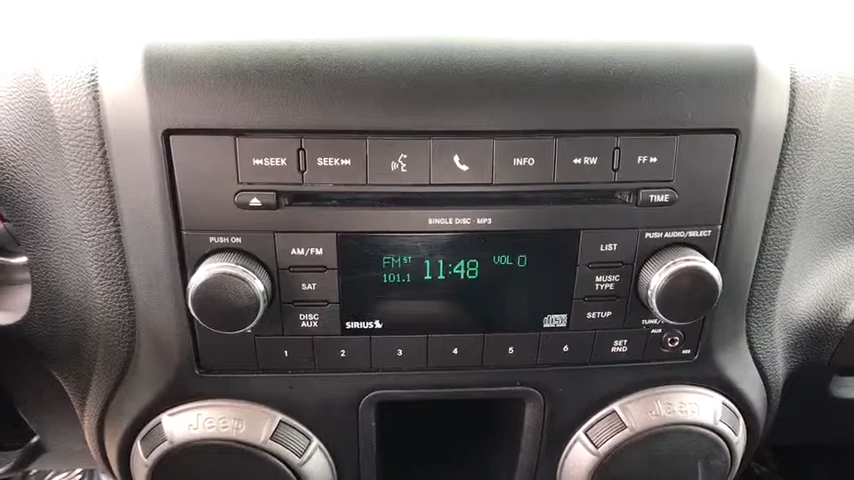 SEEK
SEEK
INFO
RW
FF
TIME
SINGLE DISC · MP3
PUSH ON
PUSH AUDIO/SELECT
AM/FM
SAT
DISC
AUX
FM ST
101.1
11:48
VOL 0
SIRIUS
disc
LIST
MUSIC
TYPE
SETUP
TUNE/
AUX
1
2
3
4
5
6
SET
RND
Jeep
Jeep